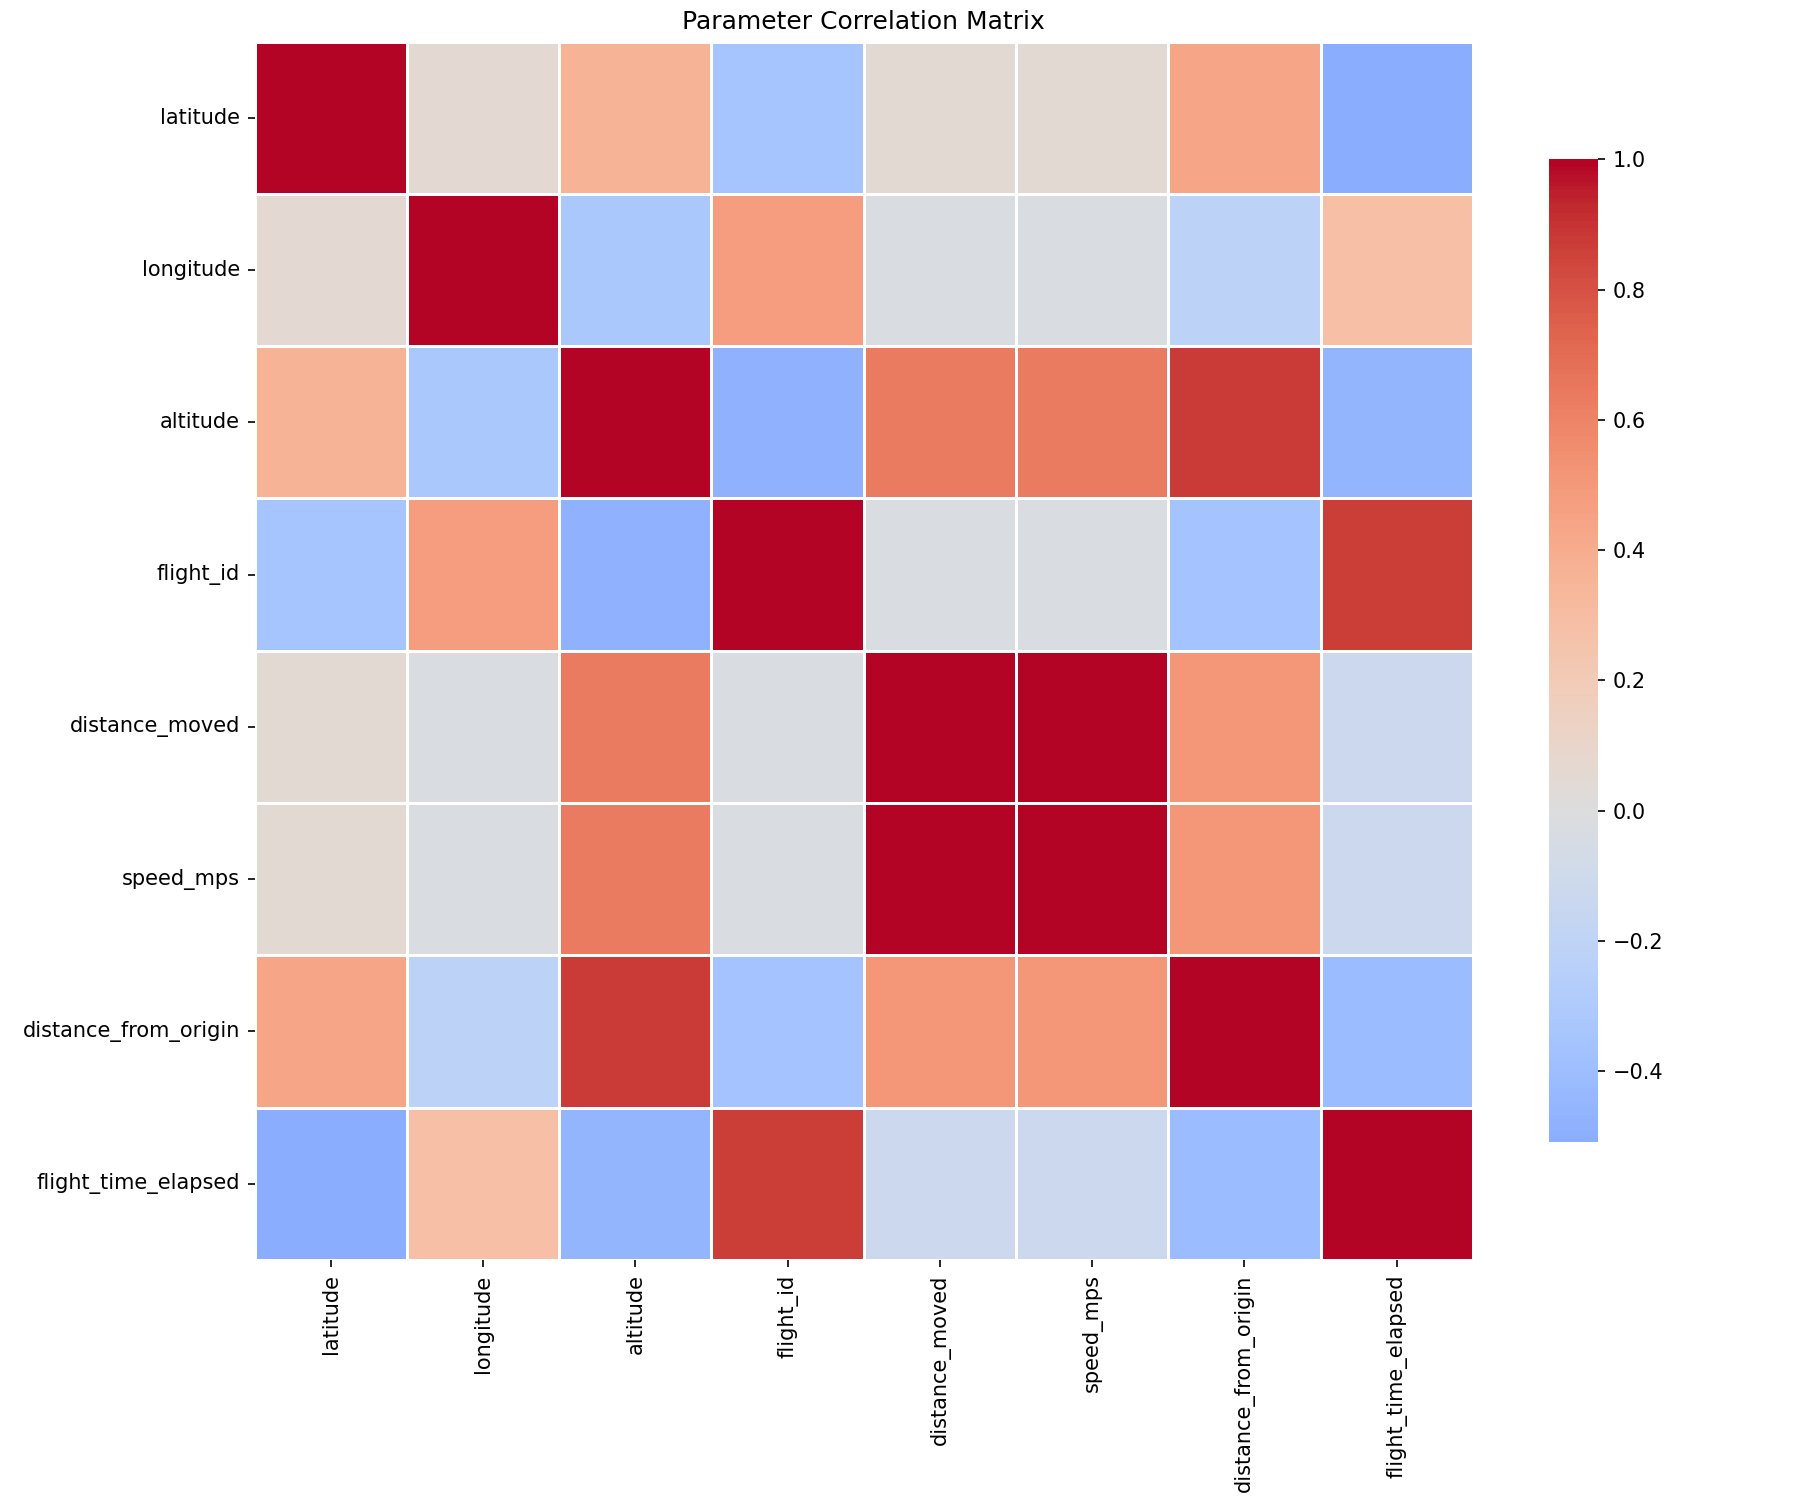 Parameter Correlation Matrix
latitude
longitude
altitude
flight_id
distance_moved
speed_mps
distance_from_origin
flight_time_elapsed
latitude
longitude
altitude
flight_id
distance_moved
speed_mps
distance_from_origin
flight_time_elapsed
1.0
0.8
0.6
0.4
0.2
0.0
−0.2
−0.4